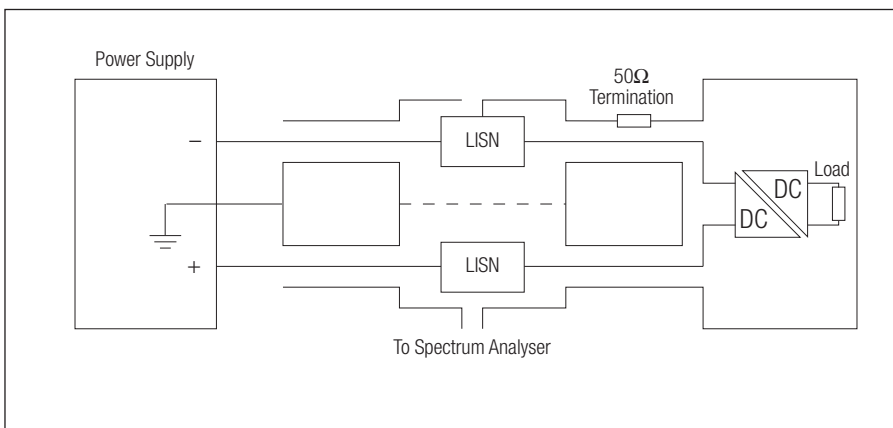 Power Supply
50Ω
Termination
−
LISN
Load
DC
DC
+
LISN
To Spectrum Analyser